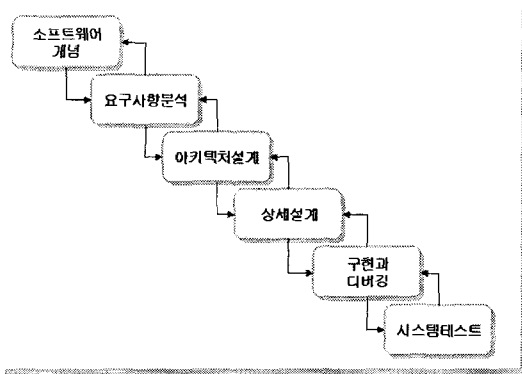 소프트웨어
개념
요구사항분석
아키텍처설계
상세설계
구현과
디버깅
시스템테스트